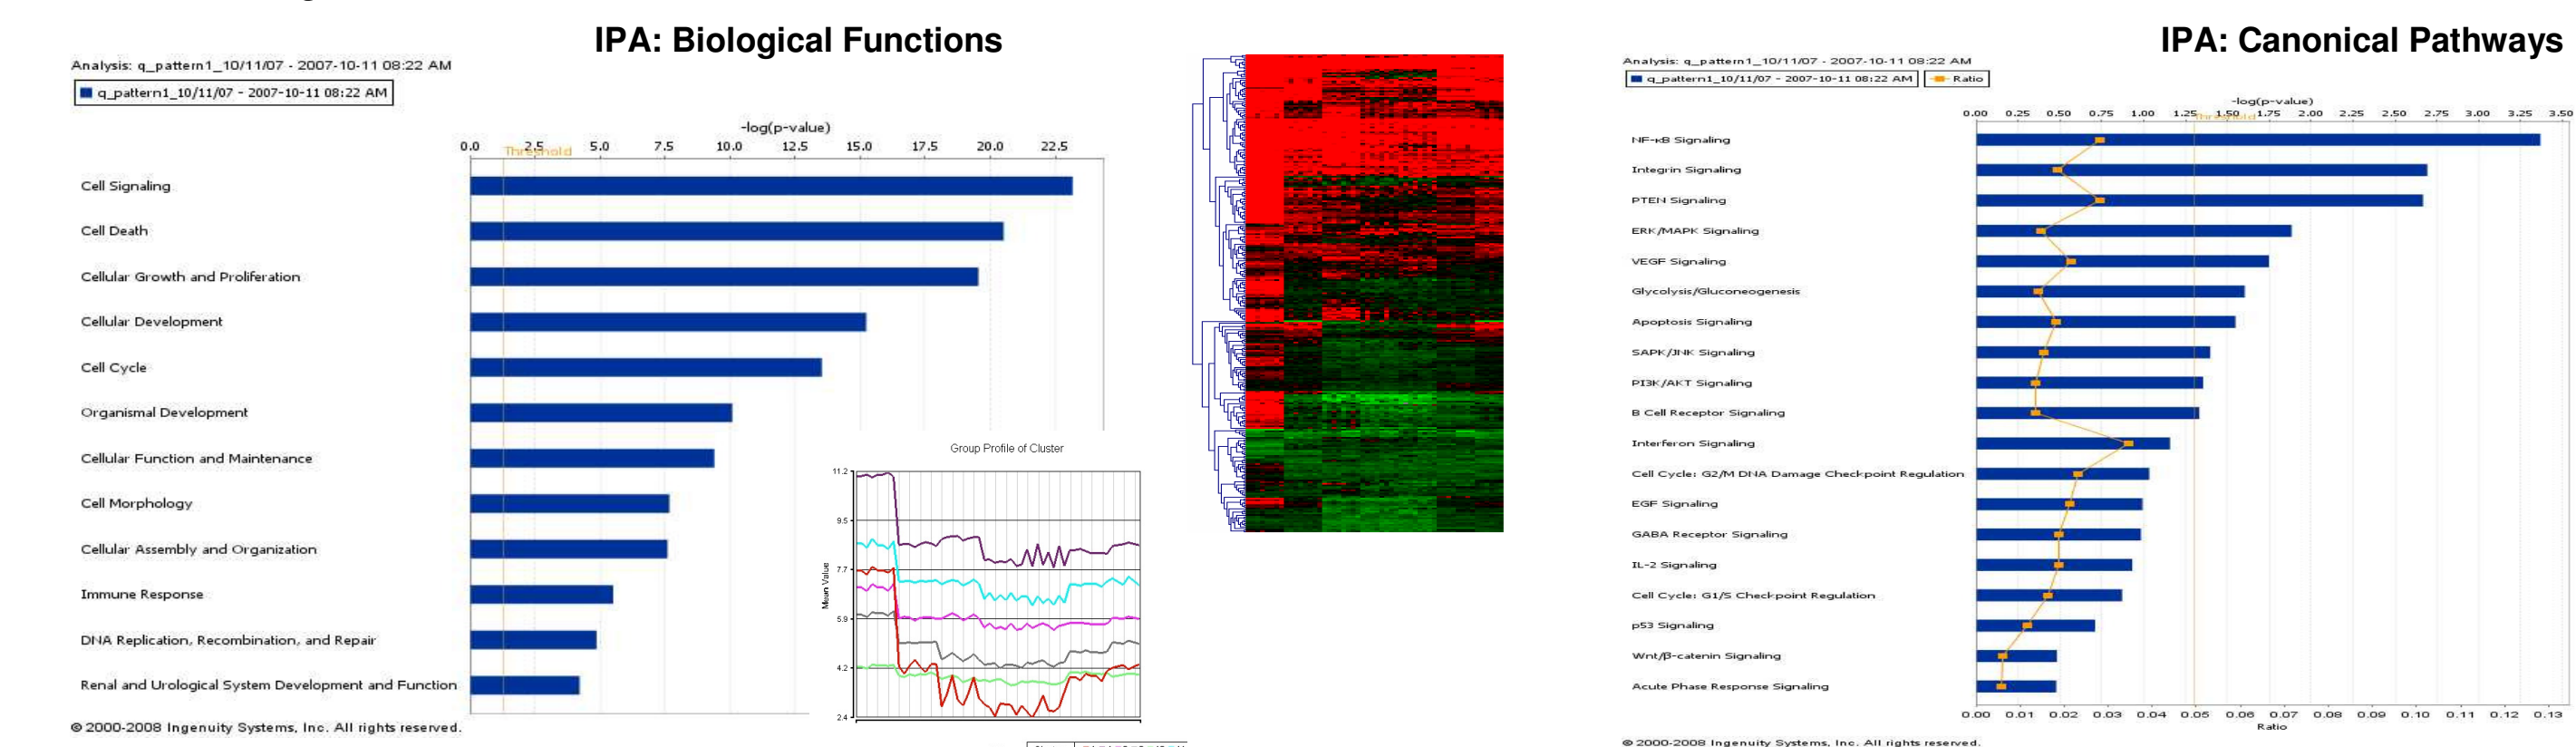 IPA: Biological Functions
Analysis: q_pattern1_10/11/07 - 2007-10-11 08:22 AM
q_pattern1_10/11/07 - 2007-10-11 08:22 AM
-log(p-value)
0.0 2.5 5.0 7.5 10.0 12.5 15.0 17.5 20.0 22.5
Threshold
Cell Signaling
Cell Death
Cellular Growth and Proliferation
Cellular Development
Cell Cycle
Organismal Development
Cellular Function and Maintenance
Cell Morphology
Cellular Assembly and Organization
Immune Response
DNA Replication, Recombination, and Repair
Renal and Urological System Development and Function
© 2000-2008 Ingenuity Systems, Inc. All rights reserved.
Group Profile of Cluster
Mean Value
11.2
9.5
7.7
5.9
4.2
2.4
IPA: Canonical Pathways
Analysis: q_pattern1_10/11/07 - 2007-10-11 08:22 AM
q_pattern1_10/11/07 - 2007-10-11 08:22 AM Ratio
-log(p-value)
0.00 0.25 0.50 0.75 1.00 1.25 1.50 1.75 2.00 2.25 2.50 2.75 3.00 3.25 3.50
Threshold
NF-κB Signaling
Integrin Signaling
PTEN Signaling
ERK/MAPK Signaling
VEGF Signaling
Glycolysis/Gluconeogenesis
Apoptosis Signaling
SAPK/JNK Signaling
PI3K/AKT Signaling
B Cell Receptor Signaling
Interferon Signaling
Cell Cycle: G2/M DNA Damage Checkpoint Regulation
EGF Signaling
GABA Receptor Signaling
IL-2 Signaling
Cell Cycle: G1/S Checkpoint Regulation
p53 Signaling
Wnt/β-catenin Signaling
Acute Phase Response Signaling
0.00 0.01 0.02 0.03 0.04 0.05 0.06 0.07 0.08 0.09 0.10 0.11 0.12 0.13
Ratio
© 2000-2008 Ingenuity Systems, Inc. All rights reserved.